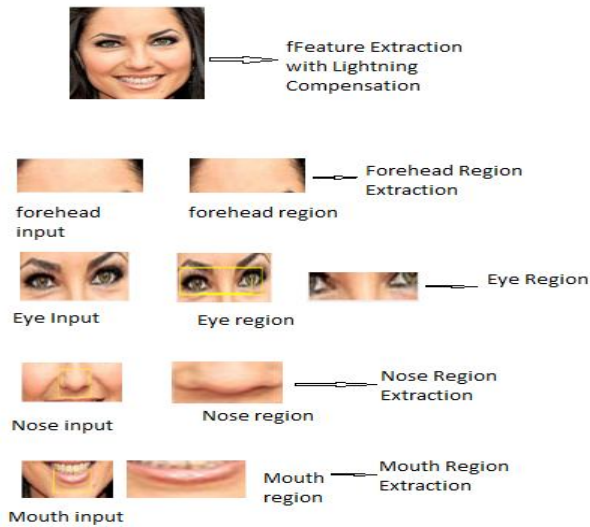 fFeature Extraction
with Lightning
Compensation
Forehead Region
Extraction
forehead
input
forehead region
Eye Region
Eye Input
Eye region
Nose Region
Extraction
Nose input
Nose region
Mouth Region
Extraction
Mouth
region
Mouth input